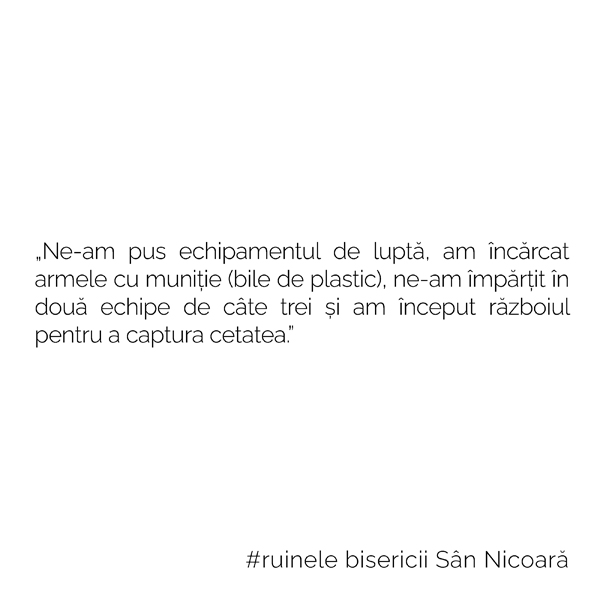 „Ne-am pus echipamentul de luptă, am încărcat
armele cu muniție (bile de plastic), ne-am împărțit în
două echipe de câte trei și am început războiul
pentru a captura cetatea.”
#ruinele bisericii Sân Nicoară